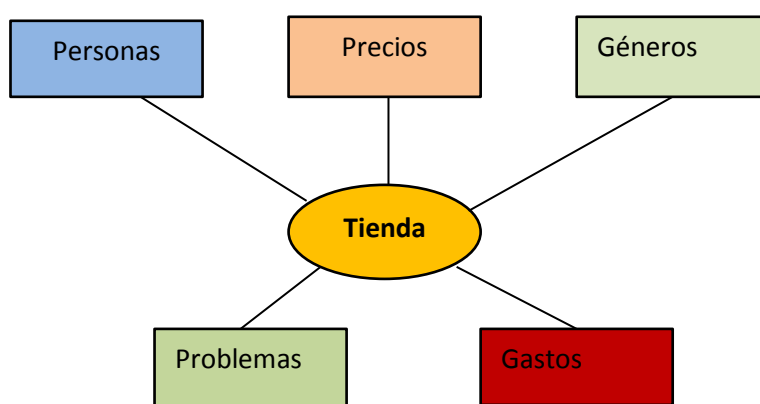 Personas
Precios
Géneros
Tienda
Problemas
Gastos